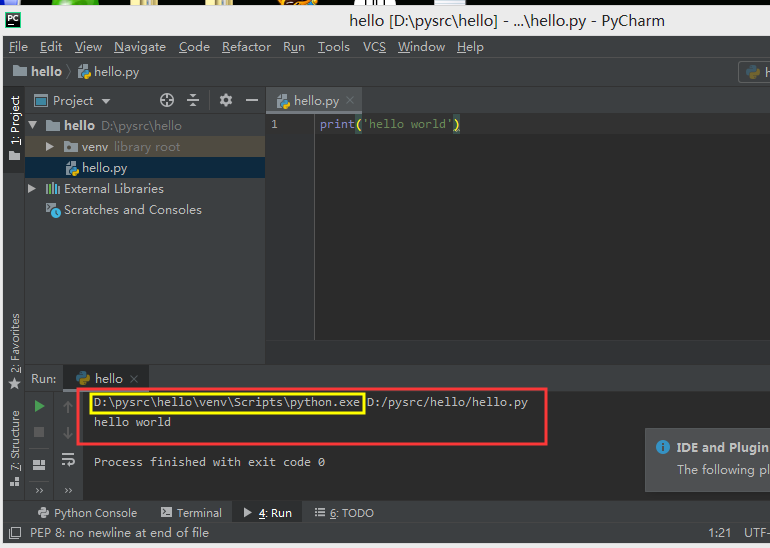 PC
hello [D:\pysrc\hello] - ...\hello.py - PyCharm
File Edit View Navigate Code Refactor Run Tools VCS Window Help
hello hello.py
h
1: Project
Project
hello.py
hello D:\pysrc\hello
1 print('hello world')
venv library root
hello.py
External Libraries
Scratches and Consoles
2: Favorites
7: Structure
Run: hello
D:\pysrc\hello\venv\Scripts\python.exe D:/pysrc/hello/hello.py
hello world
Process finished with exit code 0
IDE and Plugin
The following pl
Python Console Terminal 4: Run 6: TODO
PEP 8: no newline at end of file 1:21 UTF-